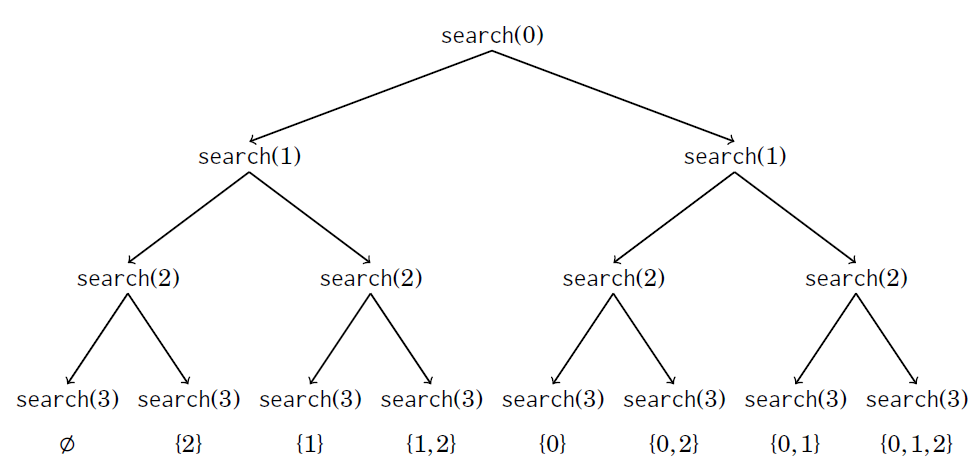 search(0)
search(1) search(1)
search(2) search(2) search(2) search(2)
search(3) search(3) search(3) search(3) search(3) search(3) search(3) search(3)
∅ {2} {1} {1,2} {0} {0,2} {0,1} {0,1,2}